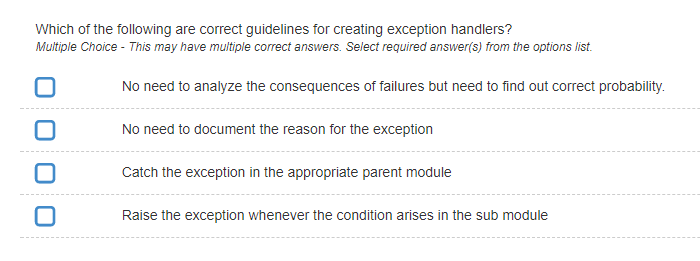 Which of the following are correct guidelines for creating exception handlers?
Multiple Choice - This may have multiple correct answers. Select required answer(s) from the options list.
No need to analyze the consequences of failures but need to find out correct probability.
No need to document the reason for the exception
Catch the exception in the appropriate parent module
Raise the exception whenever the condition arises in the sub module